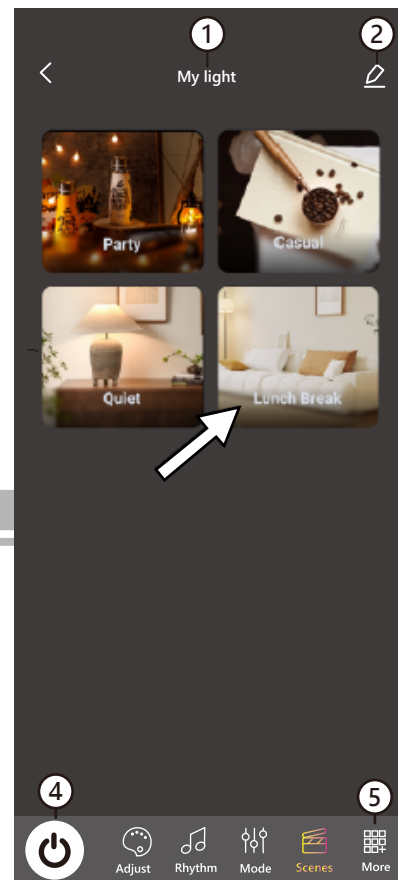 1
2
My light
Party
Casual
Quiet
Lunch Break
4
5
Adjust
Rhythm
Mode
Scenes
More